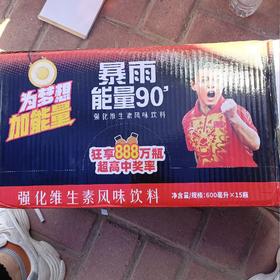 为梦想
加能量
暴雨
能量90'
强化维生素风味饮料
狂享888万瓶
超高中奖率
强化维生素风味饮料
净含量/规格:600毫升×15瓶